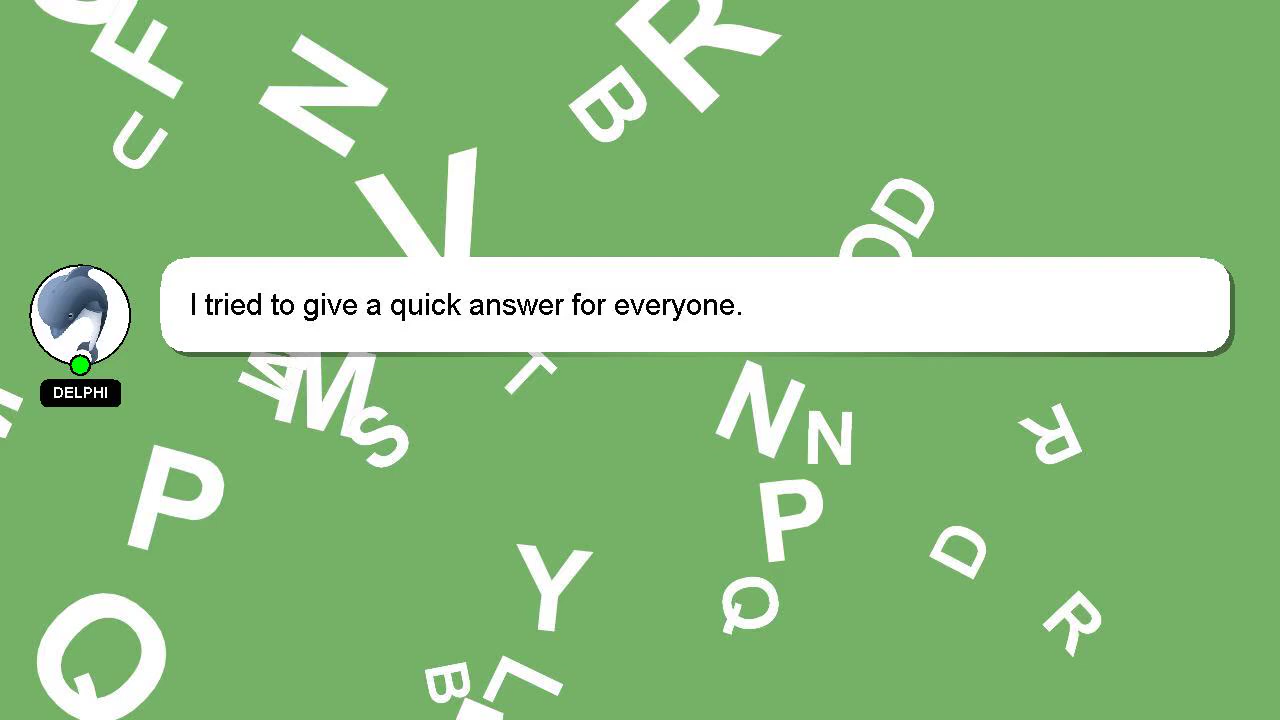 I tried to give a quick answer for everyone.
DELPHI
F
N
R
B
U
V
D
O
M
M
S
T
N
N
R
P
P
D
Y
Q
Q
R
B
L